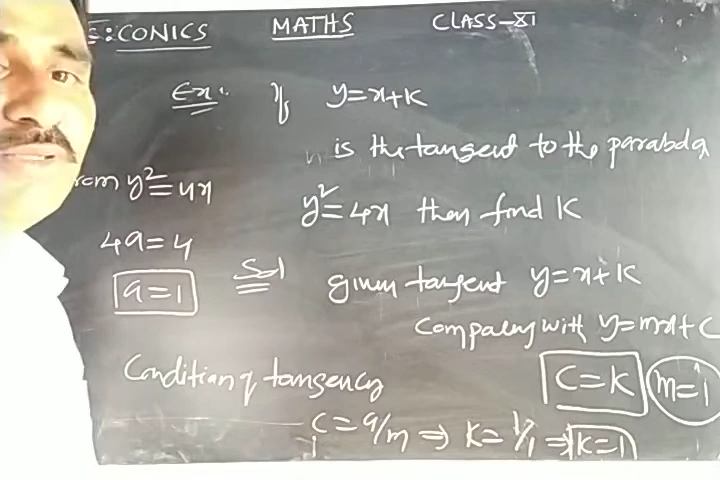 E: CONICS MATHS CLASS-XI
Ex: If y=x+k
is the tangent to the parabola
y²=4x then find k
From y²=4x
4a=4
a=1
Sol given tangent y=x+k
Comparing with y=mx+c
c=k m=1
Condition of tangency
c=a/m ⇒ k=1/1 ⇒ k=1